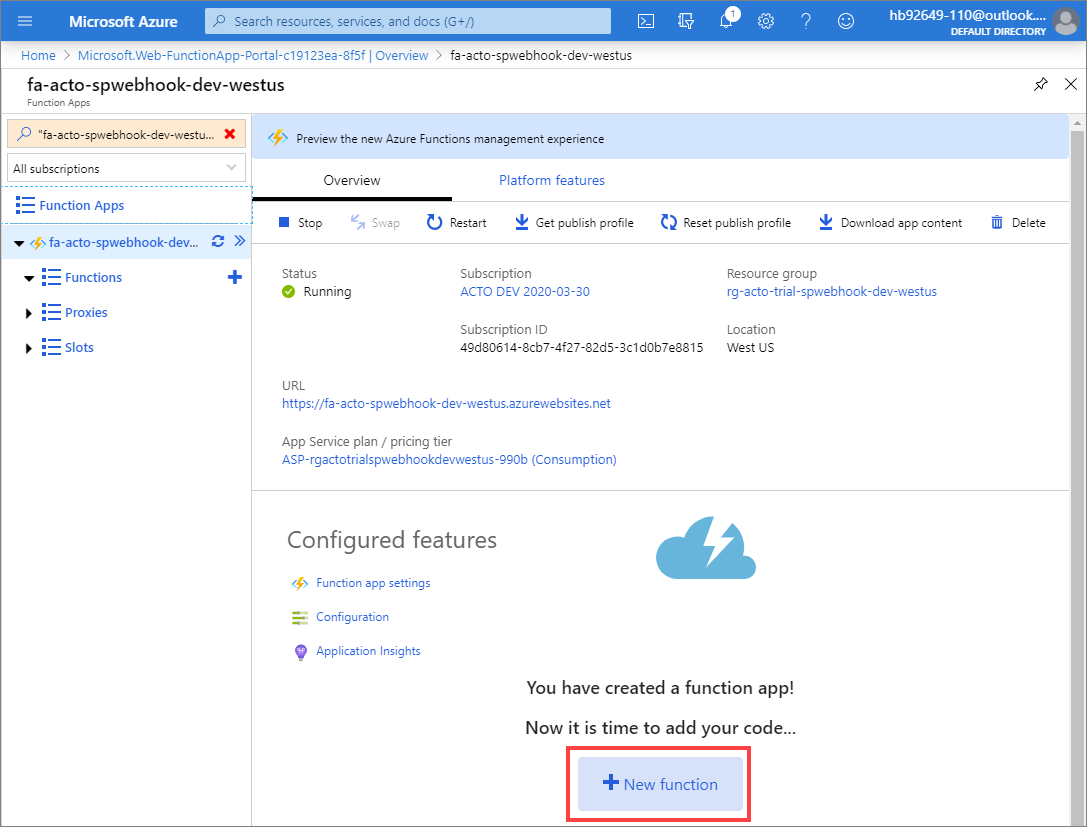 Microsoft Azure
Search resources, services, and docs (G+/)
1
hb92649-110@outlook....
DEFAULT DIRECTORY
Home > Microsoft.Web-FunctionApp-Portal-c19123ea-8f5f | Overview > fa-acto-spwebhook-dev-westus
fa-acto-spwebhook-dev-westus
Function Apps
"fa-acto-spwebhook-dev-westu...
All subscriptions
Function Apps
fa-acto-spwebhook-dev...
Functions
Proxies
Slots
Preview the new Azure Functions management experience
Overview
Platform features
Stop
Swap
Restart
Get publish profile
Reset publish profile
Download app content
Delete
Status
Running
Subscription
ACTO DEV 2020-03-30
Resource group
rg-acto-trial-spwebhook-dev-westus
Subscription ID
49d80614-8cb7-4f27-82d5-3c1d0b7e8815
Location
West US
URL
https://fa-acto-spwebhook-dev-westus.azurewebsites.net
App Service plan / pricing tier
ASP-rgactotrialspwebhookdevwestus-990b (Consumption)
Configured features
Function app settings
Configuration
Application Insights
You have created a function app!
Now it is time to add your code...
New function